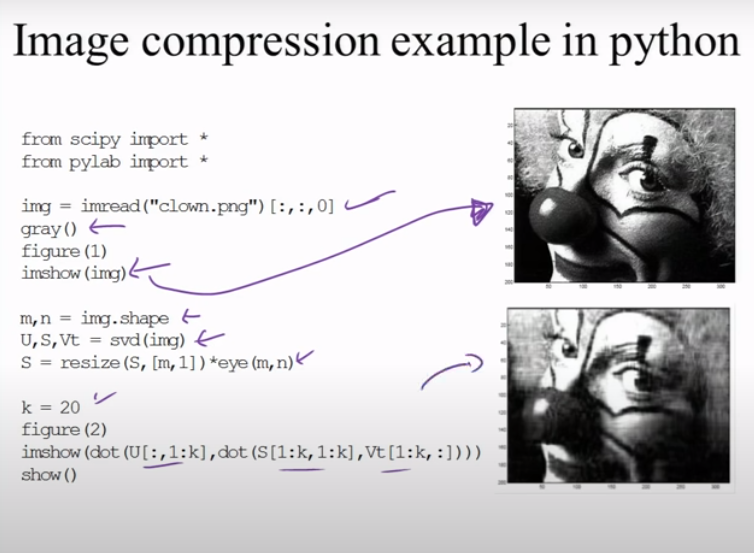 Image compression example in python
from scipy import *
from pylab import *
img = imread("clown.png")[:,:,0]
gray()
figure(1)
imshow(img)
m,n = img.shape
U,S,Vt = svd(img)
S = resize(S,[m,1])*eye(m,n)
k = 20
figure(2)
imshow(dot(U[:,1:k],dot(S[1:k,1:k],Vt[1:k,:])))
show()